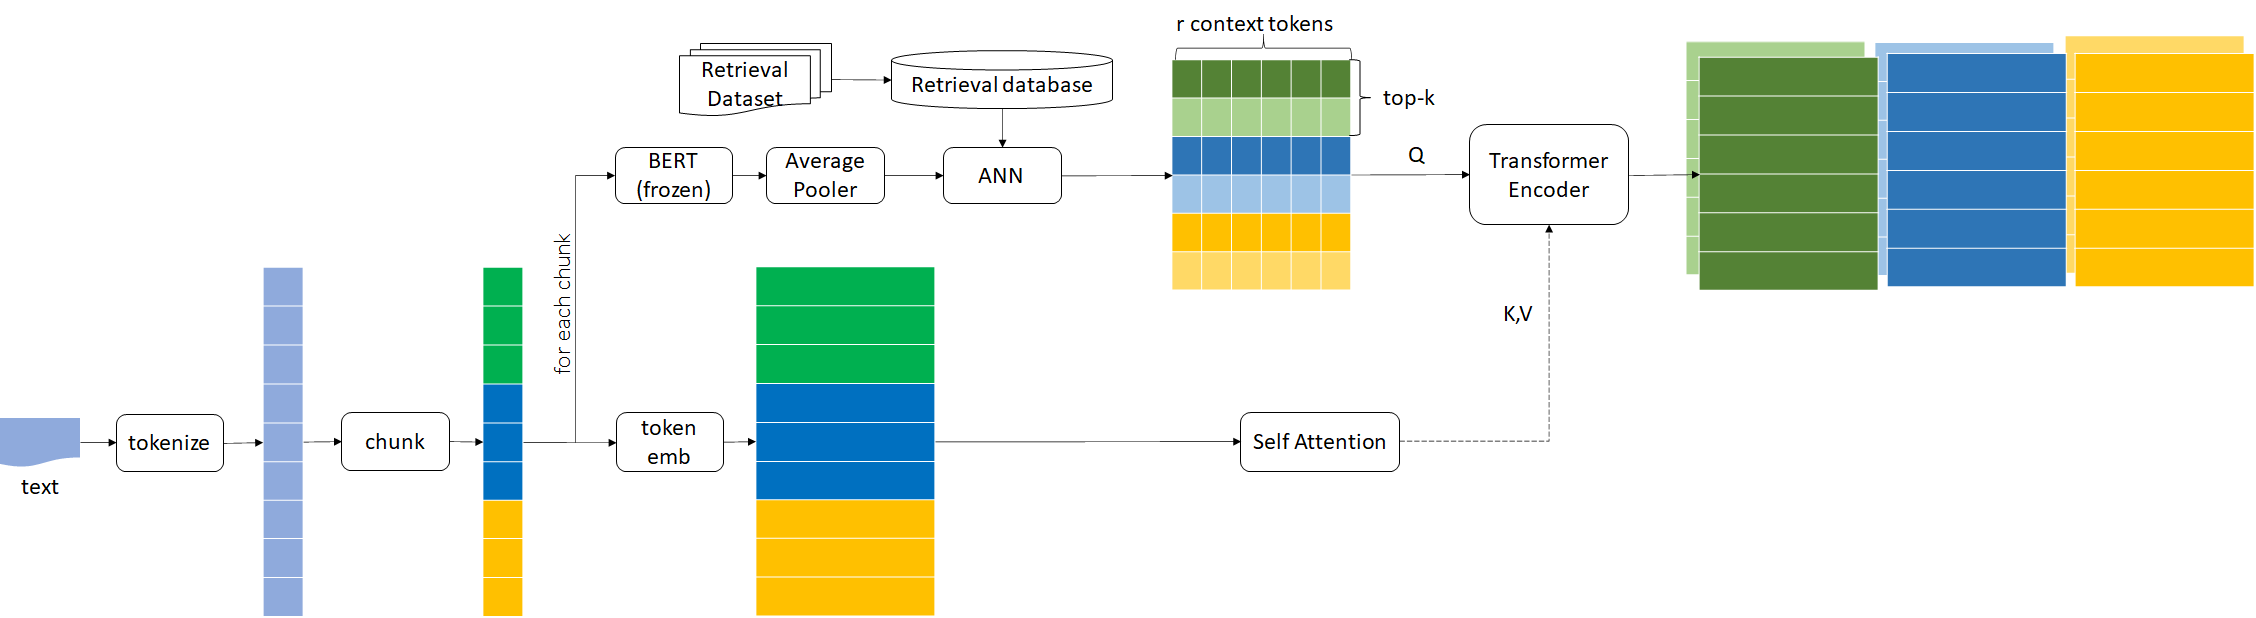 r context tokens
Retrieval
Dataset
Retrieval database
top-k
BERT
(frozen)
Average
Pooler
ANN
Q
Transformer
Encoder
for each chunk
K,V
text
tokenize
chunk
token
emb
Self Attention